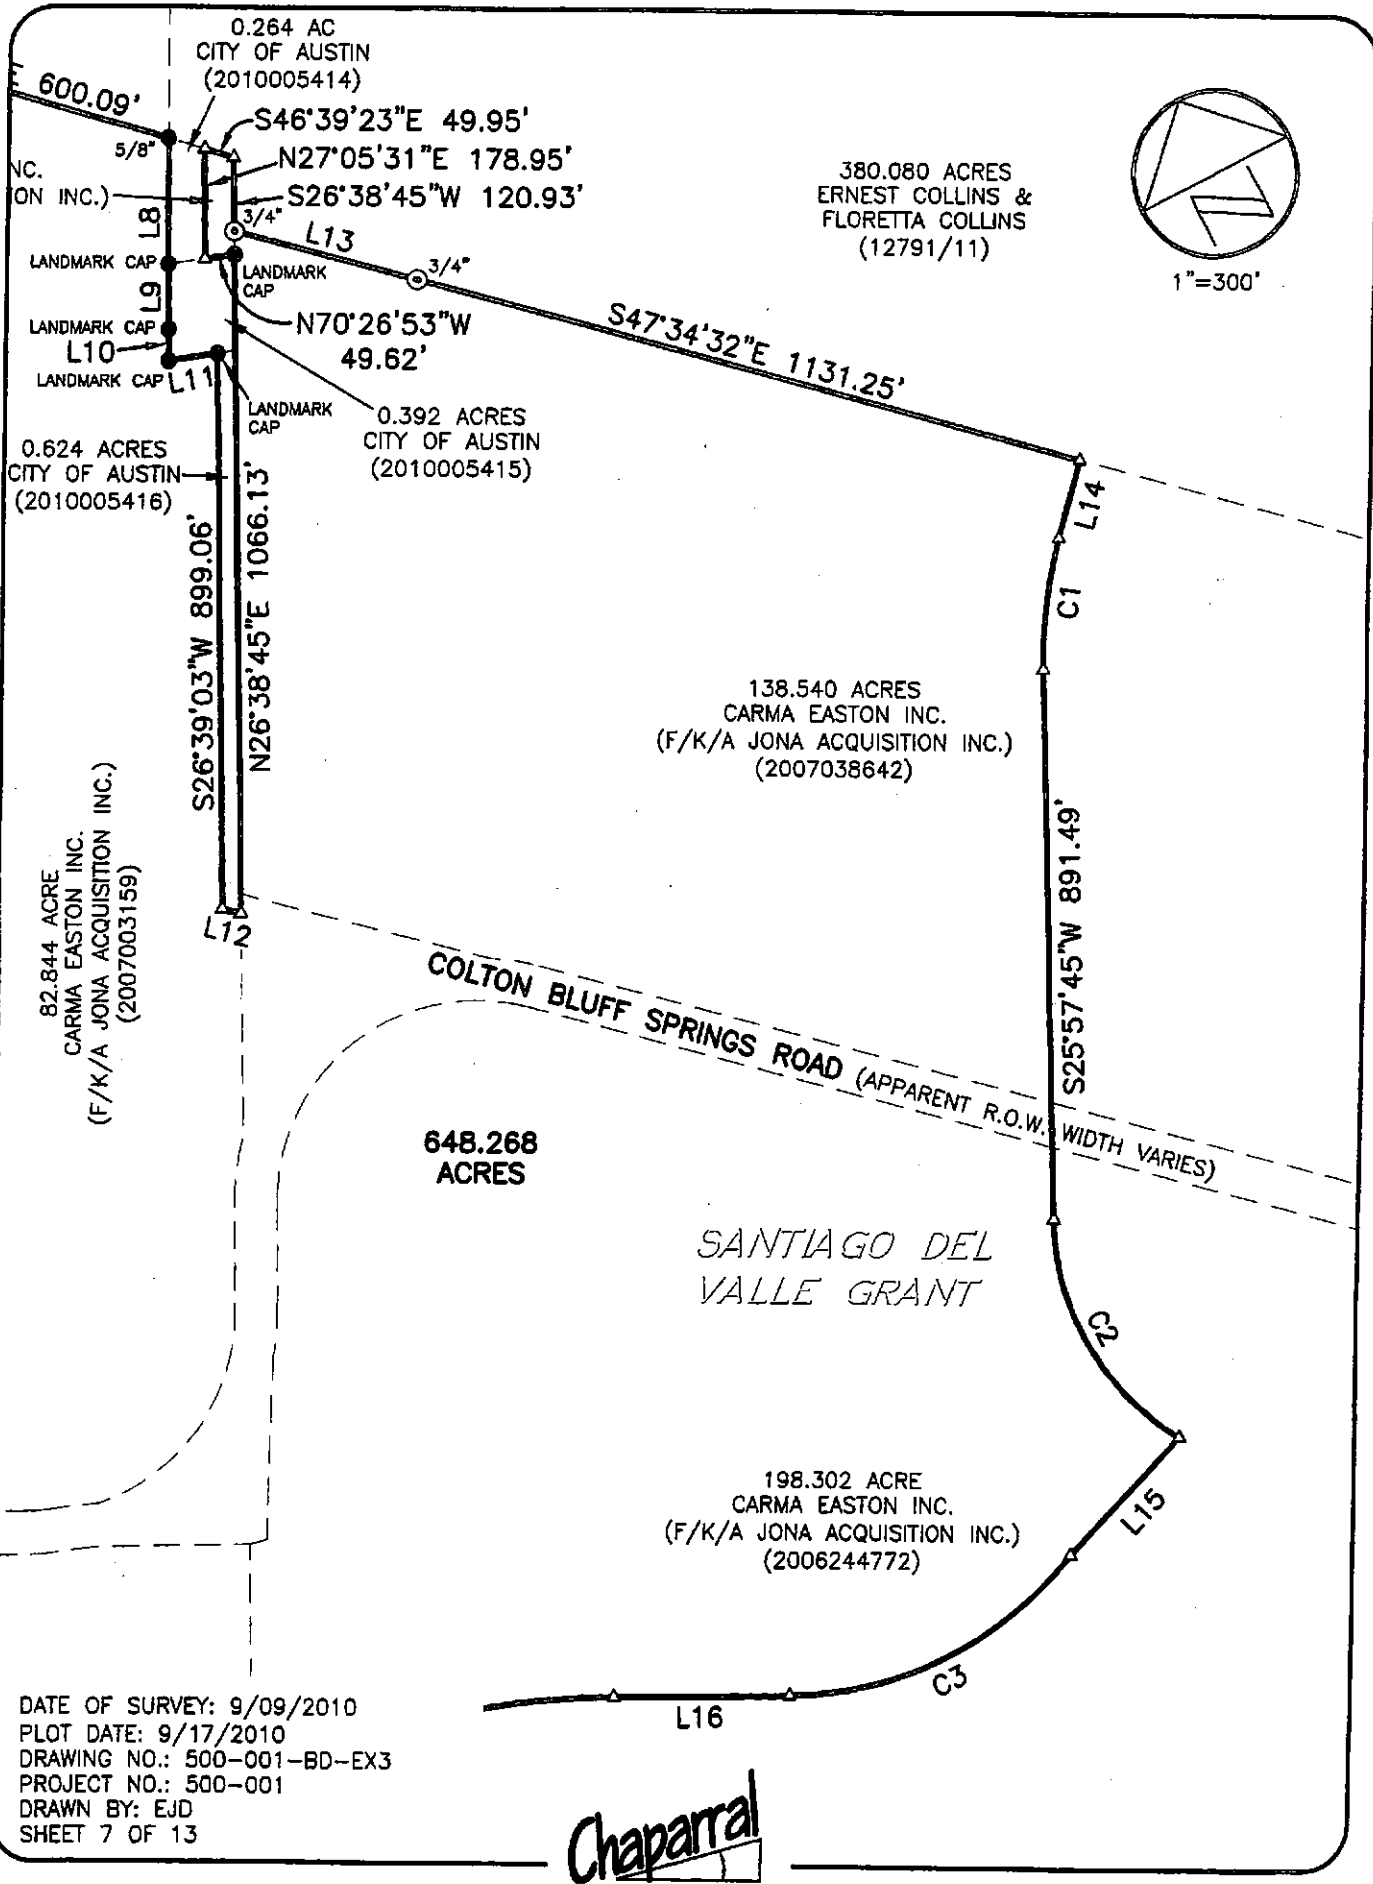 0.264 AC
CITY OF AUSTIN
(2010005414)
E 600.09'
5/8"
S46°39'23"E 49.95'
N27°05'31"E 178.95'
S26°38'45"W 120.93'
NC.
ON INC.)
3/4"
L13
3/4"
L8
LANDMARK CAP
LANDMARK
CAP
L9
LANDMARK CAP
L10
LANDMARK CAP
L11
N70°26'53"W
49.62'
LANDMARK
CAP
380.080 ACRES
ERNEST COLLINS &
FLORETTA COLLINS
(12791/11)
1"=300'
S47°34'32"E 1131.25'
0.392 ACRES
CITY OF AUSTIN
(2010005415)
0.624 ACRES
CITY OF AUSTIN
(2010005416)
S26°39'03"W 899.06'
N26°38'45"E 1066.13'
L14
C1
138.540 ACRES
CARMA EASTON INC.
(F/K/A JONA ACQUISITION INC.)
(2007038642)
82.844 ACRE
CARMA EASTON INC.
(F/K/A JONA ACQUISITION INC.)
(2007003159)
L12
S25°57'45"W 891.49'
COLTON BLUFF SPRINGS ROAD (APPARENT R.O.W. WIDTH VARIES)
648.268
ACRES
SANTIAGO DEL
VALLE GRANT
C2
198.302 ACRE
CARMA EASTON INC.
(F/K/A JONA ACQUISITION INC.)
(2006244772)
L15
C3
L16
DATE OF SURVEY: 9/09/2010
PLOT DATE: 9/17/2010
DRAWING NO.: 500-001-BD-EX3
PROJECT NO.: 500-001
DRAWN BY: EJD
SHEET 7 OF 13
Chaparral